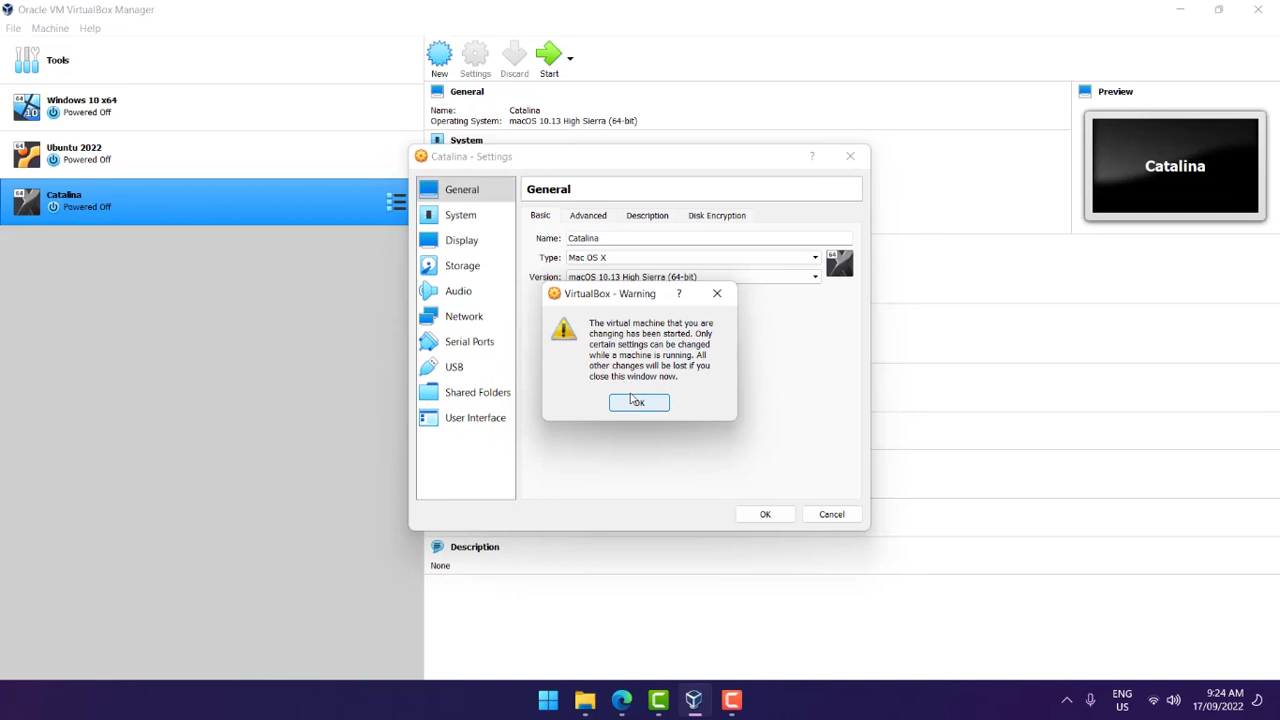 Oracle VM VirtualBox Manager
File Machine Help
Tools
New Settings Discard Start
64
10
Windows 10 x64
Powered Off
64
Ubuntu 2022
Powered Off
64
Catalina
Powered Off
General
Name: Catalina
Operating System: macOS 10.13 High Sierra (64-bit)
System
Preview
Catalina
Catalina - Settings
?
General
System
Display
Storage
Audio
Network
Serial Ports
USB
Shared Folders
User Interface
General
Basic Advanced Description Disk Encryption
Name: Catalina
Type: Mac OS X
64
Version: macOS 10.13 High Sierra (64-bit)
VirtualBox - Warning ?
The virtual machine that you are
changing has been started. Only
certain settings can be changed
while a machine is running. All
other changes will be lost if you
close this window now.
OK
OK Cancel
Description
None
ENG
US
9:24 AM
17/09/2022